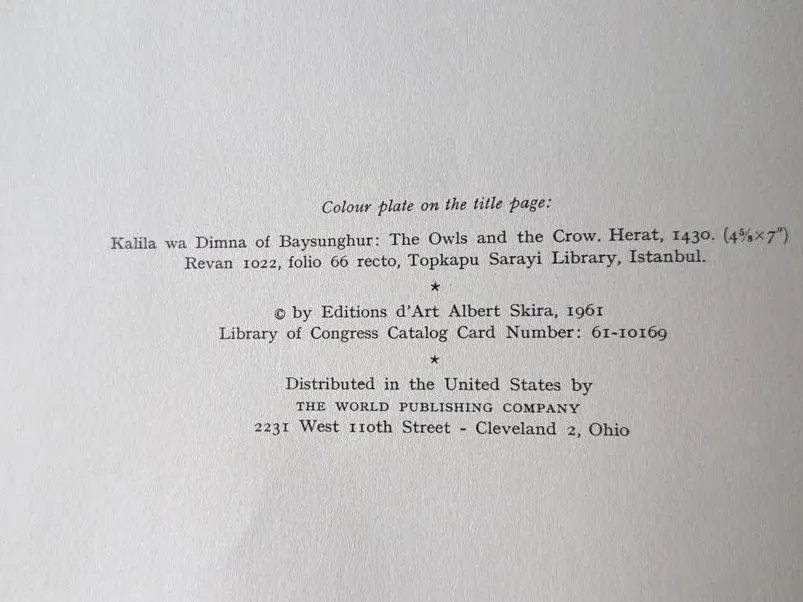 Colour plate on the title page:
Kalila wa Dimna of Baysunghur: The Owls and the Crow. Herat, 1430. (4⅝×7″)
Revan 1022, folio 66 recto, Topkapu Sarayi Library, Istanbul.
★
© by Editions d'Art Albert Skira, 1961
Library of Congress Catalog Card Number: 61-10169
★
Distributed in the United States by
THE WORLD PUBLISHING COMPANY
2231 West 110th Street - Cleveland 2, Ohio